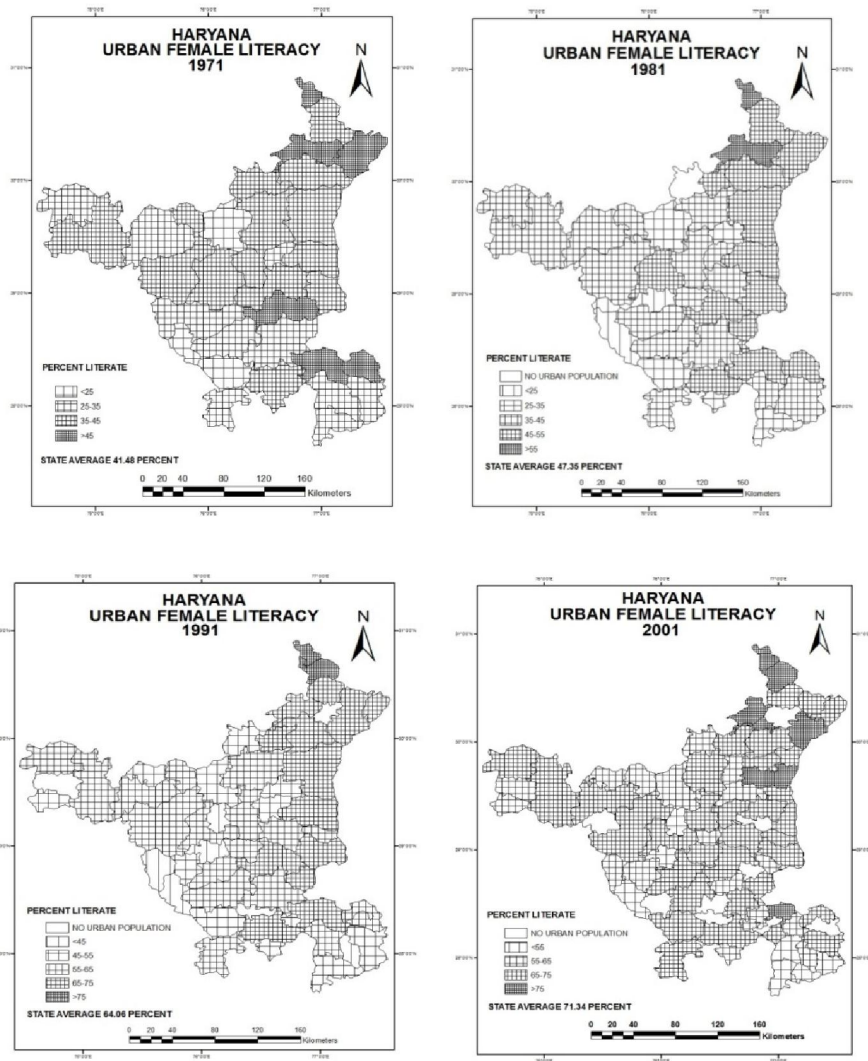 HARYANA
URBAN FEMALE LITERACY
1971
N
PERCENT LITERATE
<25
25-35
35-45
>45
STATE AVERAGE 41.48 PERCENT
0 20 40 80 120 160
Kilometers
HARYANA
URBAN FEMALE LITERACY
1981
N
PERCENT LITERATE
NO URBAN POPULATION
<25
25-35
35-45
45-55
>55
STATE AVERAGE 47.35 PERCENT
0 20 40 80 120 160
Kilometers
HARYANA
URBAN FEMALE LITERACY
1991
N
PERCENT LITERATE
NO URBAN POPULATION
<45
45-55
55-65
65-75
>75
STATE AVERAGE 64.06 PERCENT
0 20 40 80 120 160
Kilometers
HARYANA
URBAN FEMALE LITERACY
2001
N
PERCENT LITERATE
NO URBAN POPULATION
<55
55-65
65-75
>75
STATE AVERAGE 71.34 PERCENT
0 20 40 80 120 160
Kilometers